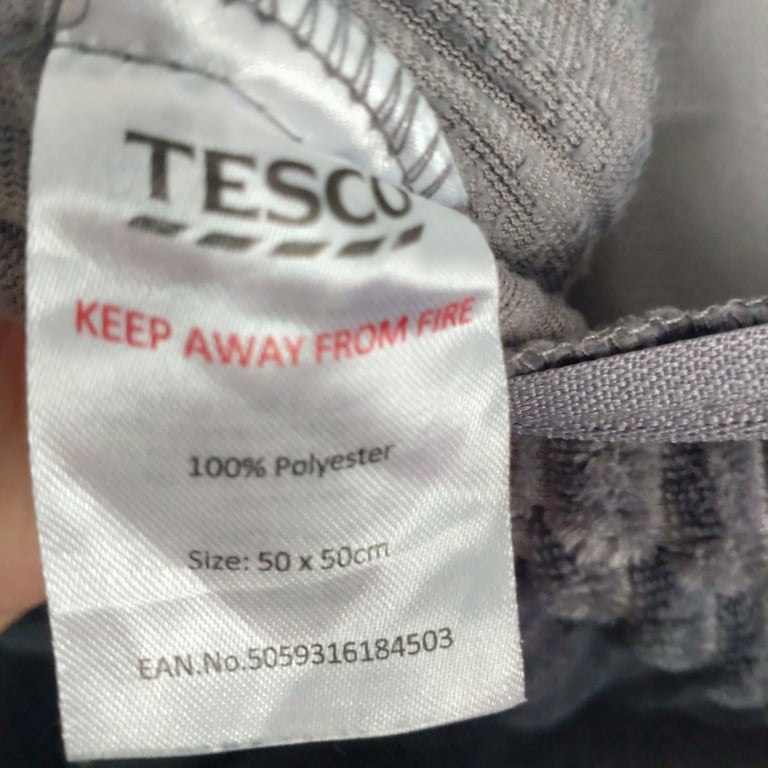 TESCO
KEEP AWAY FROM FIRE
100% Polyester
Size: 50 x 50cm
EAN.No.5059316184503